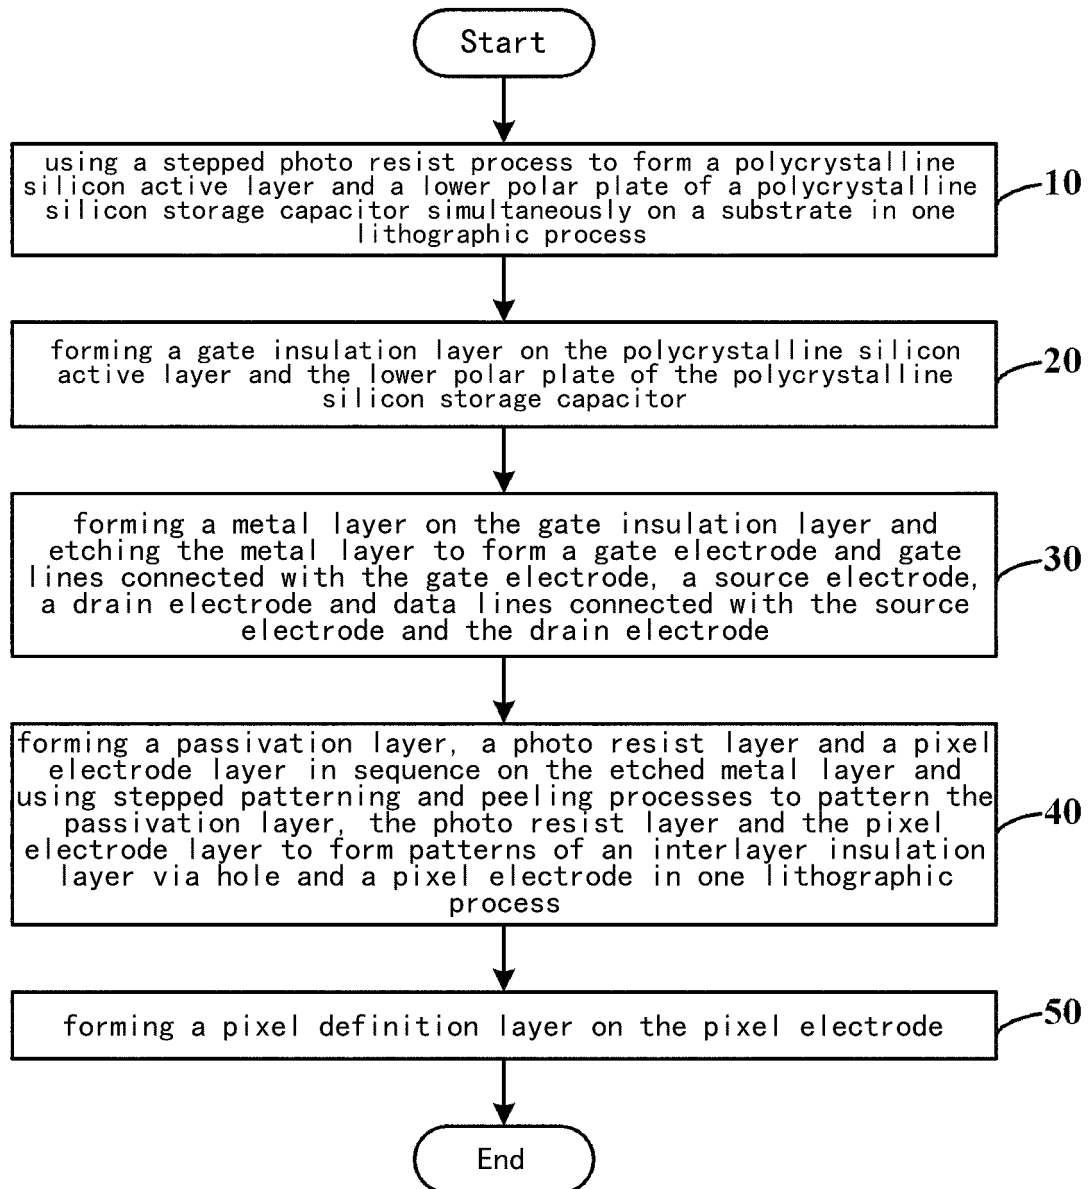 Start
using a stepped photo resist process to form a polycrystalline
silicon active layer and a lower polar plate of a polycrystalline
silicon storage capacitor simultaneously on a substrate in one
lithographic process
10
forming a gate insulation layer on the polycrystalline silicon
active layer and the lower polar plate of the polycrystalline
silicon storage capacitor
20
forming a metal layer on the gate insulation layer and
etching the metal layer to form a gate electrode and gate
lines connected with the gate electrode, a source electrode,
a drain electrode and data lines connected with the source
electrode and the drain electrode
30
forming a passivation layer, a photo resist layer and a pixel
electrode layer in sequence on the etched metal layer and
using stepped patterning and peeling processes to pattern the
passivation layer, the photo resist layer and the pixel
electrode layer to form patterns of an interlayer insulation
layer via hole and a pixel electrode in one lithographic
process
40
forming a pixel definition layer on the pixel electrode
50
End